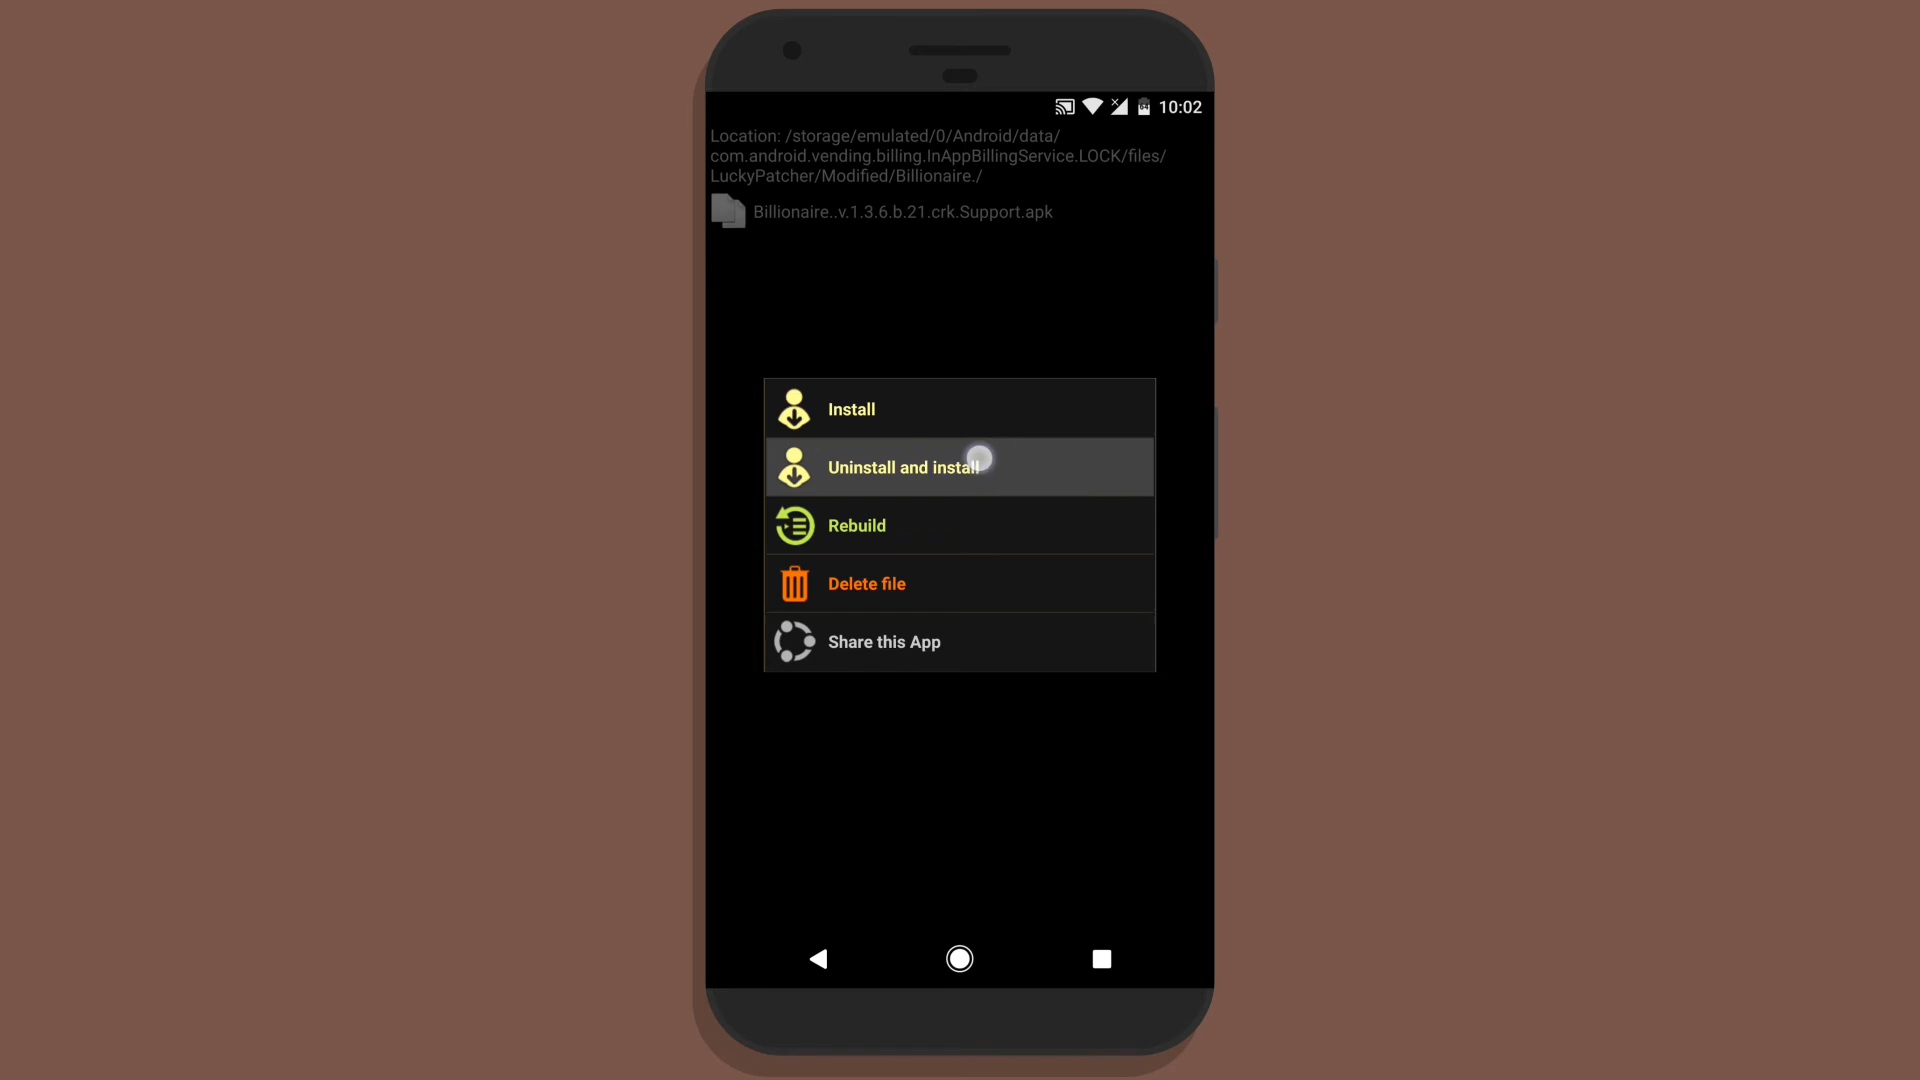 10:02
Location: /storage/emulated/0/Android/data/
com.android.vending.billing.InAppBillingService.LOCK/files/
LuckyPatcher/Modified/Billionaire./
Billionaire..v.1.3.6.b.21.crk.Support.apk
Install
Uninstall and install
Rebuild
Delete file
Share this App